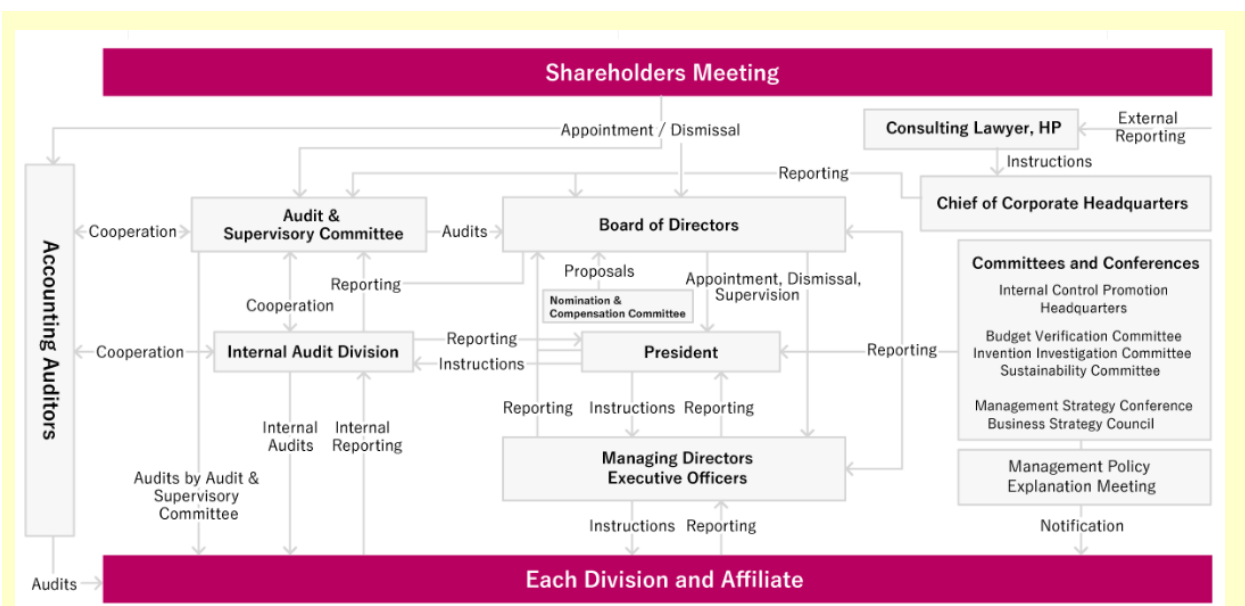 Shareholders Meeting
Appointment / Dismissal
Consulting Lawyer, HP
External
Reporting
Instructions
Reporting
Chief of Corporate Headquarters
Audit &
Supervisory Committee
Board of Directors
Cooperation
Audits
Accounting Auditors
Committees and Conferences
Internal Control Promotion
Headquarters
Budget Verification Committee
Invention Investigation Committee
Sustainability Committee
Management Strategy Conference
Business Strategy Council
Proposals
Appointment, Dismissal,
Supervision
Reporting
Cooperation
Nomination &
Compensation Committee
Cooperation
Internal Audit Division
Reporting
Instructions
President
Reporting
Reporting
Instructions
Reporting
Internal
Audits
Internal
Reporting
Managing Directors
Executive Officers
Management Policy
Explanation Meeting
Audits by Audit &
Supervisory
Committee
Instructions
Reporting
Notification
Audits
Each Division and Affiliate